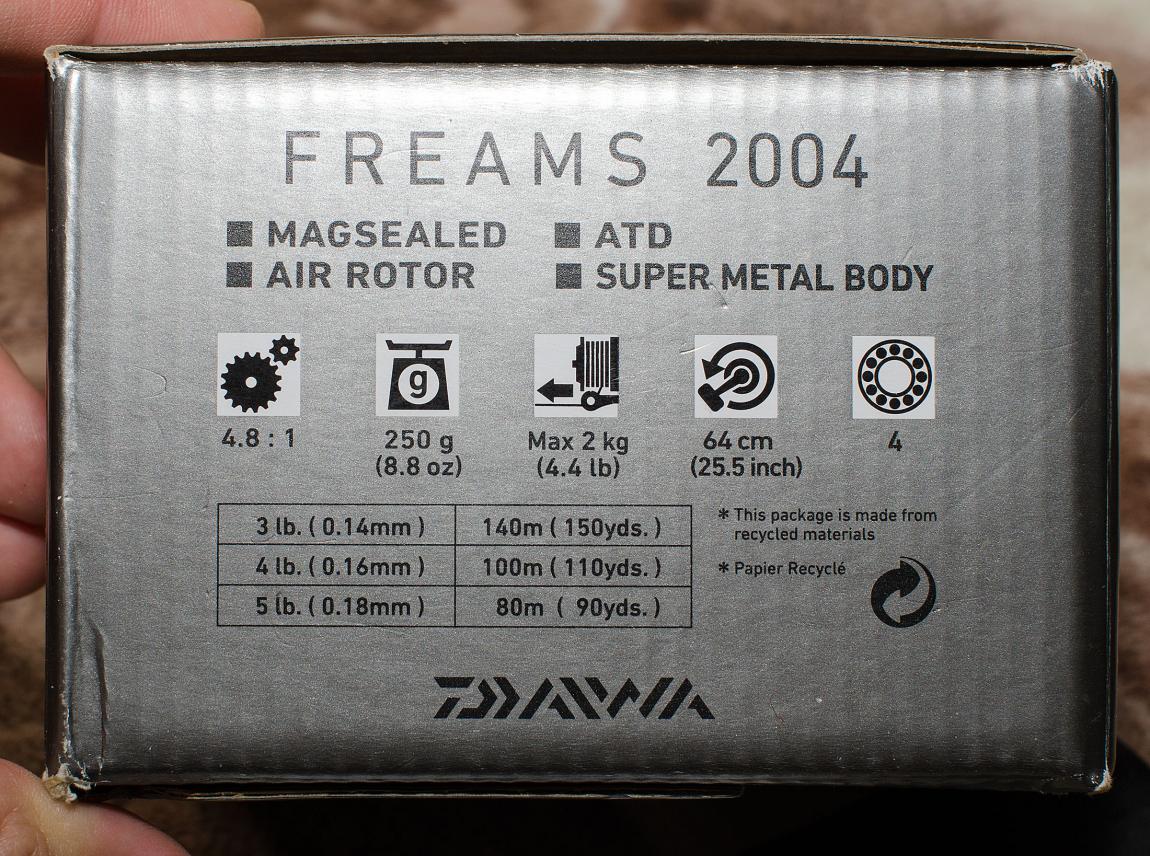 FREAMS 2004
■ MAGSEALED ■ ATD
■ AIR ROTOR ■ SUPER METAL BODY
g
4.8 : 1
250 g
(8.8 oz)
Max 2 kg
(4.4 lb)
64 cm
(25.5 inch)
4
3 lb. ( 0.14mm ) 140m ( 150yds. )
4 lb. ( 0.16mm ) 100m ( 110yds. )
5 lb. ( 0.18mm ) 80m ( 90yds. )
* This package is made from
recycled materials
* Papier Recyclé
DAIWA